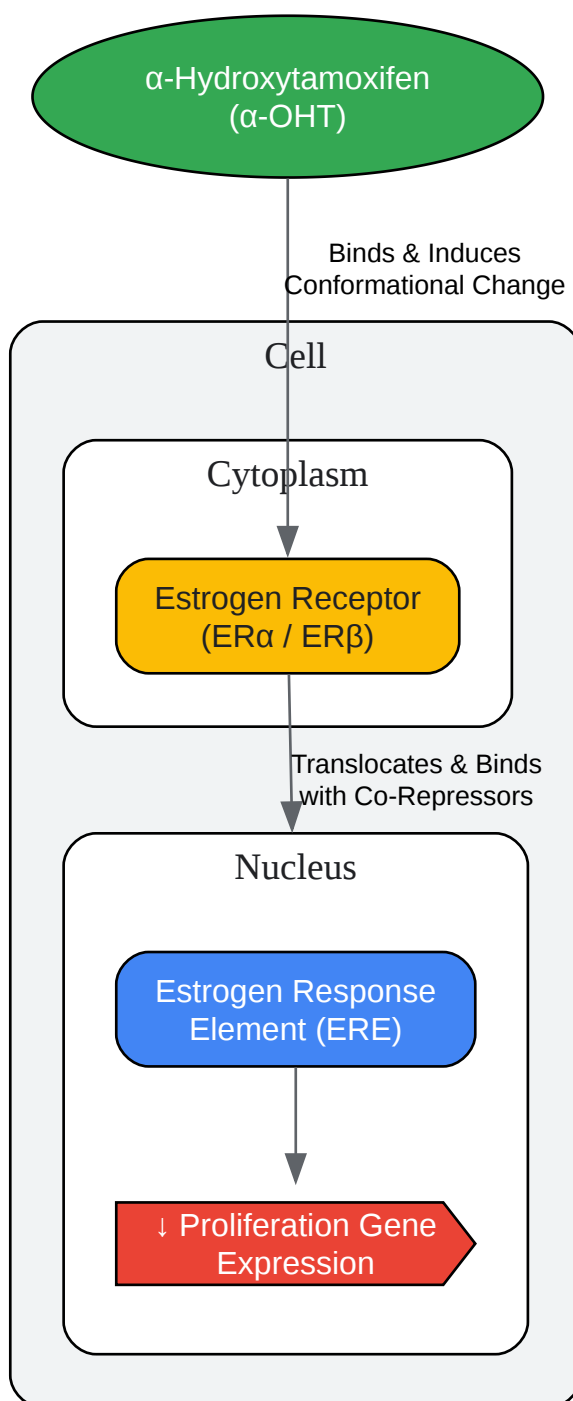 α-Hydroxytamoxifen
(α-OHT)
Binds & Induces
Conformational Change
Cell
Cytoplasm
Estrogen Receptor
(ERα / ERβ)
Translocates & Binds
with Co-Repressors
Nucleus
Estrogen Response
Element (ERE)
↓ Proliferation Gene
Expression